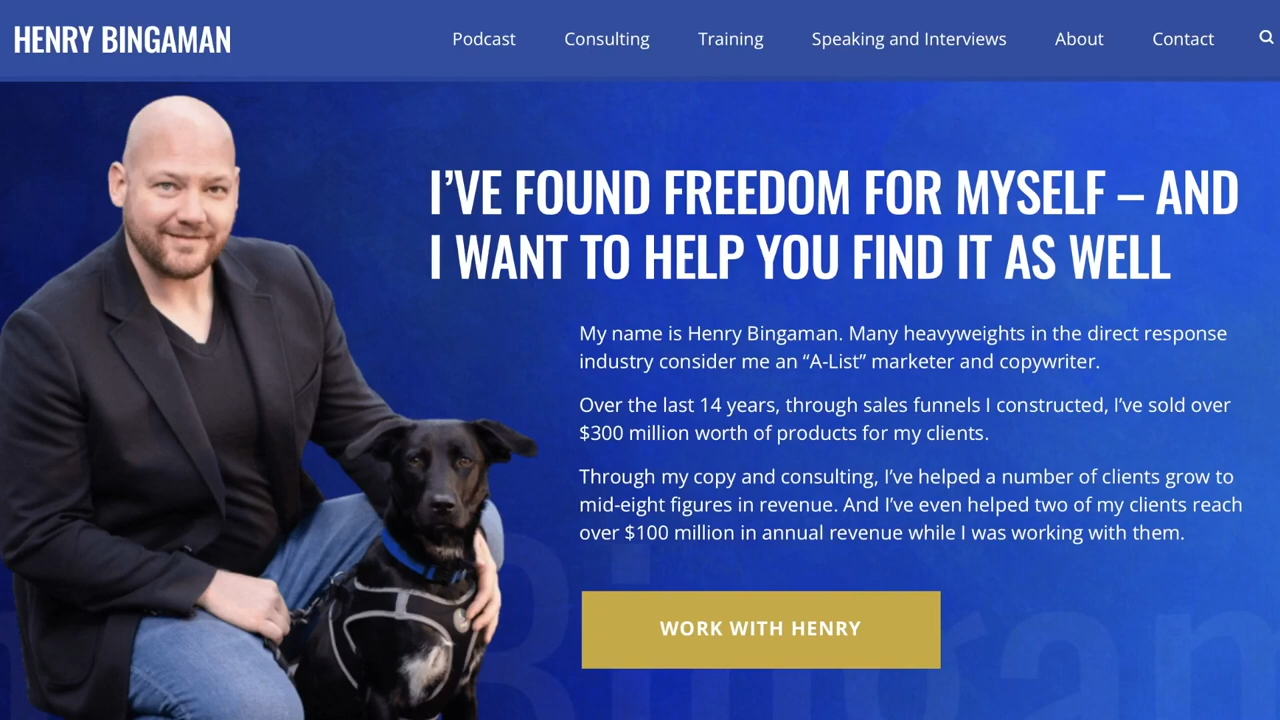 HENRY BINGAMAN
Podcast Consulting Training Speaking and Interviews About Contact
I’VE FOUND FREEDOM FOR MYSELF – AND
I WANT TO HELP YOU FIND IT AS WELL
My name is Henry Bingaman. Many heavyweights in the direct response
industry consider me an “A-List” marketer and copywriter.
Over the last 14 years, through sales funnels I constructed, I’ve sold over
$300 million worth of products for my clients.
Through my copy and consulting, I’ve helped a number of clients grow to
mid-eight figures in revenue. And I’ve even helped two of my clients reach
over $100 million in annual revenue while I was working with them.
WORK WITH HENRY